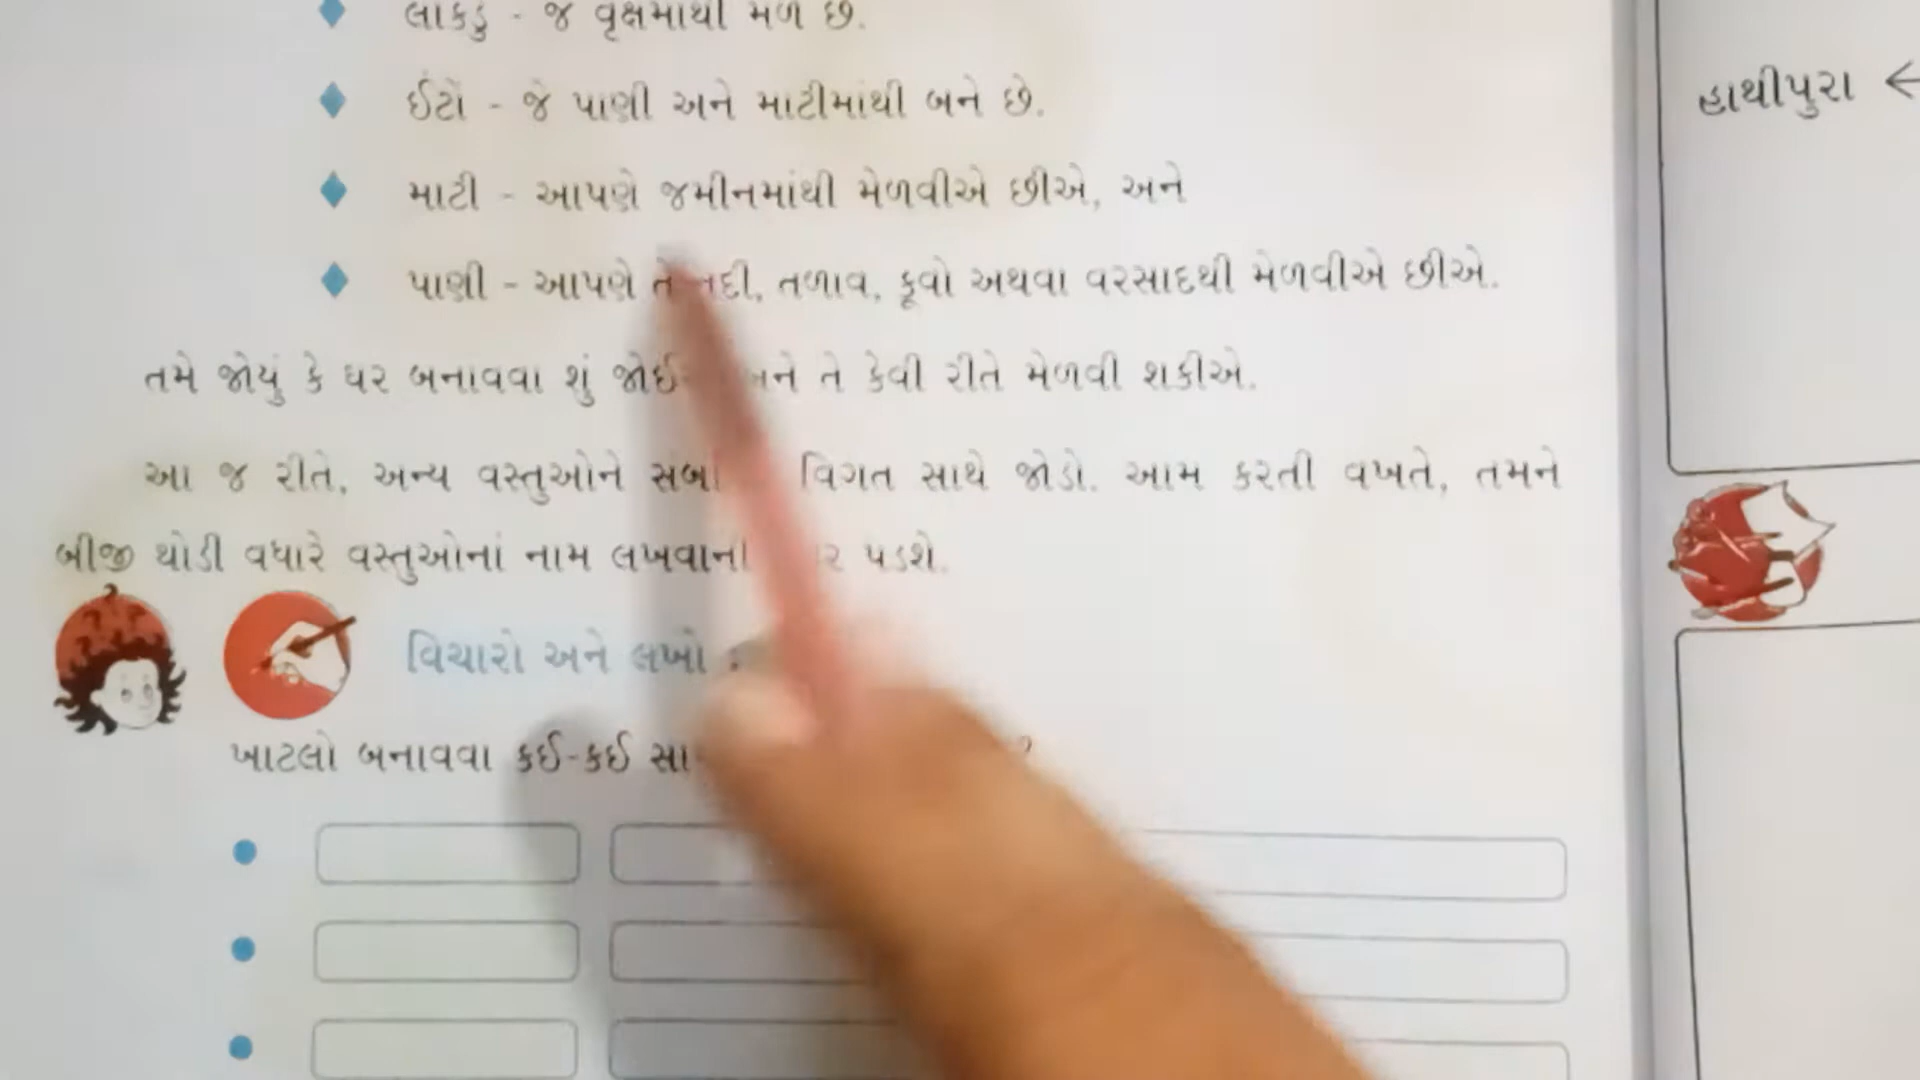 લાકડું - જે વૃક્ષમાંથી મળે છે.
ઈંટો - જે પાણી અને માટીમાંથી બને છે.
માટી - આપણે જમીનમાંથી મેળવીએ છીએ, અને
પાણી - આપણે તે નદી, તળાવ, કૂવો અથવા વરસાદથી મેળવીએ છીએ.
તમે જોયું કે ઘર બનાવવા શું તે કેવી રીતે મેળવી શકીએ.
આ જ રીતે, અન્ય વસ્તુઓને વિગત સાથે જોડો. આમ કરતી વખતે, તમને
બીજી થોડી વધારે વસ્તુઓનાં નામ પડશે.
વિચારો અને લખો :
ખાટલો બનાવવા કઈ-કઈ ?
હાથીપુરા ←